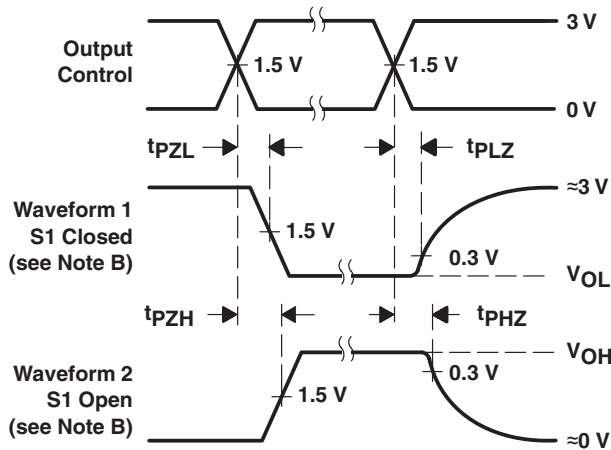 3 V
Output
Control
1.5 V
1.5 V
0 V
tPZL
tPLZ
≈3 V
Waveform 1
S1 Closed
(see Note B)
1.5 V
0.3 V
VOL
tPZH
tPHZ
VOH
Waveform 2
S1 Open
(see Note B)
1.5 V
0.3 V
≈0 V